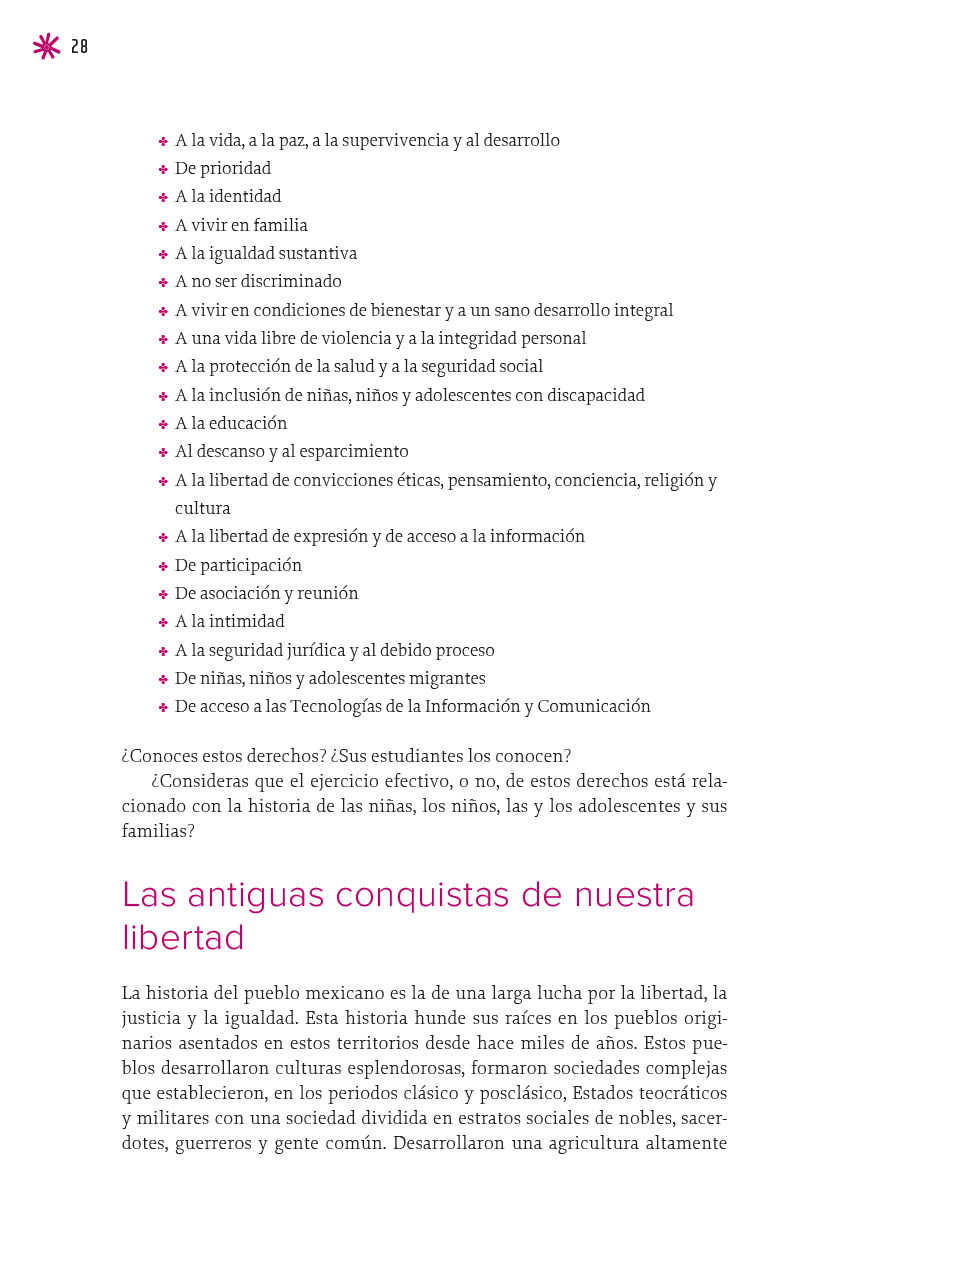 28
✤ A la vida, a la paz, a la supervivencia y al desarrollo
✤ De prioridad
✤ A la identidad
✤ A vivir en familia
✤ A la igualdad sustantiva
✤ A no ser discriminado
✤ A vivir en condiciones de bienestar y a un sano desarrollo integral
✤ A una vida libre de violencia y a la integridad personal
✤ A la protección de la salud y a la seguridad social
✤ A la inclusión de niñas, niños y adolescentes con discapacidad
✤ A la educación
✤ Al descanso y al esparcimiento
✤ A la libertad de convicciones éticas, pensamiento, conciencia, religión y
cultura
✤ A la libertad de expresión y de acceso a la información
✤ De participación
✤ De asociación y reunión
✤ A la intimidad
✤ A la seguridad jurídica y al debido proceso
✤ De niñas, niños y adolescentes migrantes
✤ De acceso a las Tecnologías de la Información y Comunicación
¿Conoces estos derechos? ¿Sus estudiantes los conocen?
¿Consideras que el ejercicio efectivo, o no, de estos derechos está rela-
cionado con la historia de las niñas, los niños, las y los adolescentes y sus
familias?
Las antiguas conquistas de nuestra
libertad
La historia del pueblo mexicano es la de una larga lucha por la libertad, la
justicia y la igualdad. Esta historia hunde sus raíces en los pueblos origi-
narios asentados en estos territorios desde hace miles de años. Estos pue-
blos desarrollaron culturas esplendorosas, formaron sociedades complejas
que establecieron, en los periodos clásico y posclásico, Estados teocráticos
y militares con una sociedad dividida en estratos sociales de nobles, sacer-
dotes, guerreros y gente común. Desarrollaron una agricultura altamente